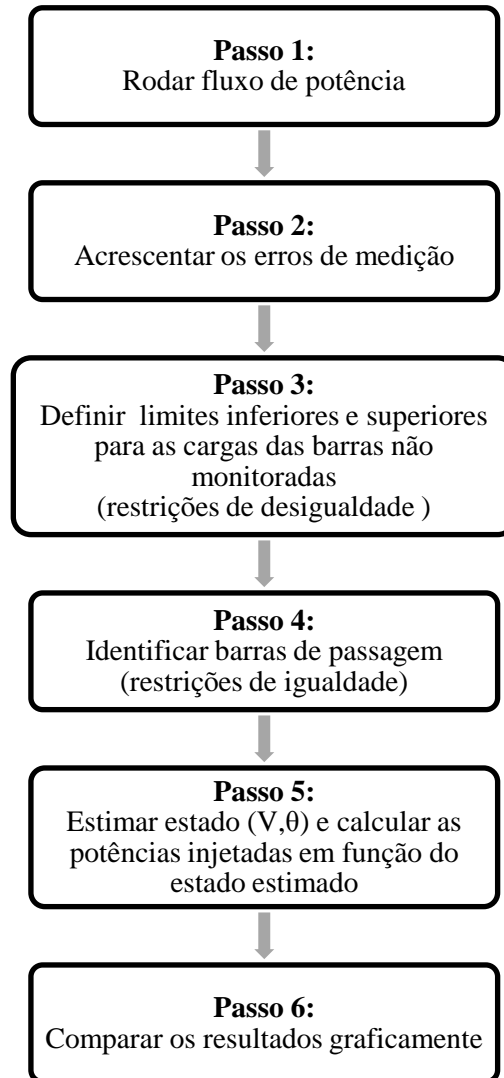 Passo 1:
Rodar fluxo de potência
Passo 2:
Acrescentar os erros de medição
Passo 3:
Definir limites inferiores e superiores
para as cargas das barras não
monitoradas
(restrições de desigualdade )
Passo 4:
Identificar barras de passagem
(restrições de igualdade)
Passo 5:
Estimar estado (V,θ) e calcular as
potências injetadas em função do
estado estimado
Passo 6:
Comparar os resultados graficamente